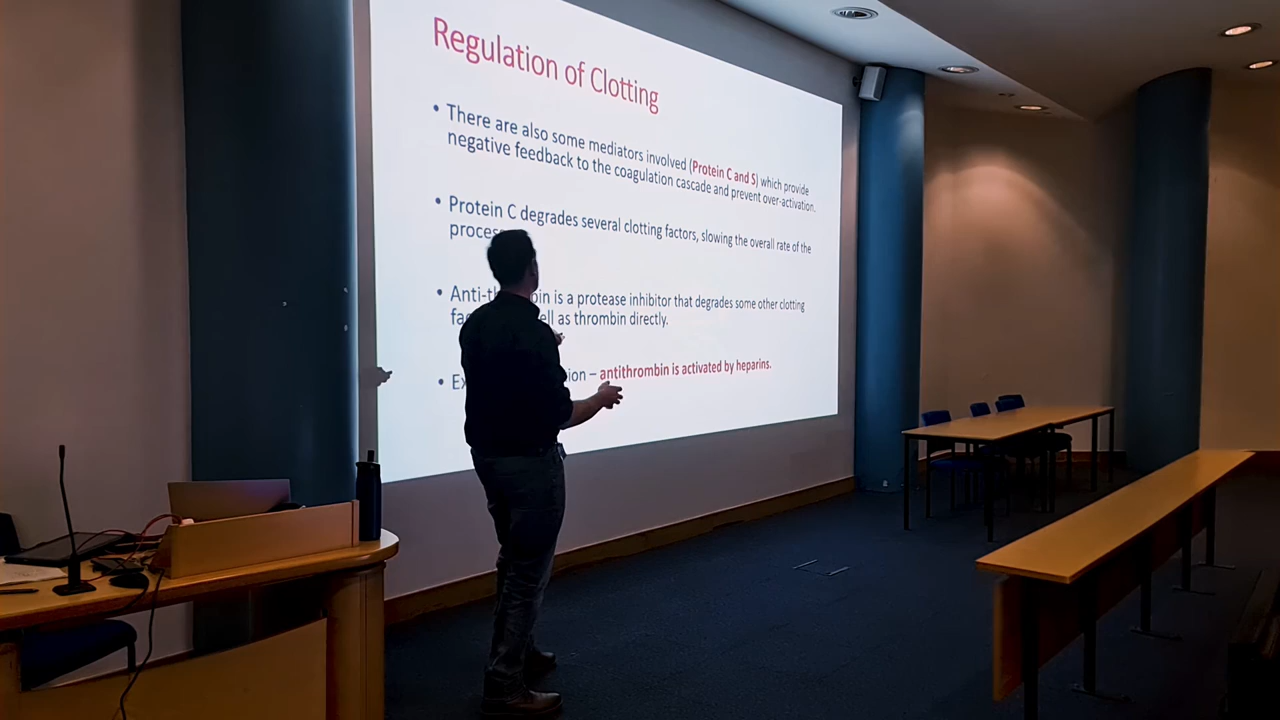 Regulation of Clotting
• There are also some mediators involved (Protein C and S) which provide
negative feedback to the coagulation cascade and prevent over-activation.
• Protein C degrades several clotting factors, slowing the overall rate of the
• is a protease inhibitor that degrades some other clotting
as thrombin directly.
• – antithrombin is activated by heparins.